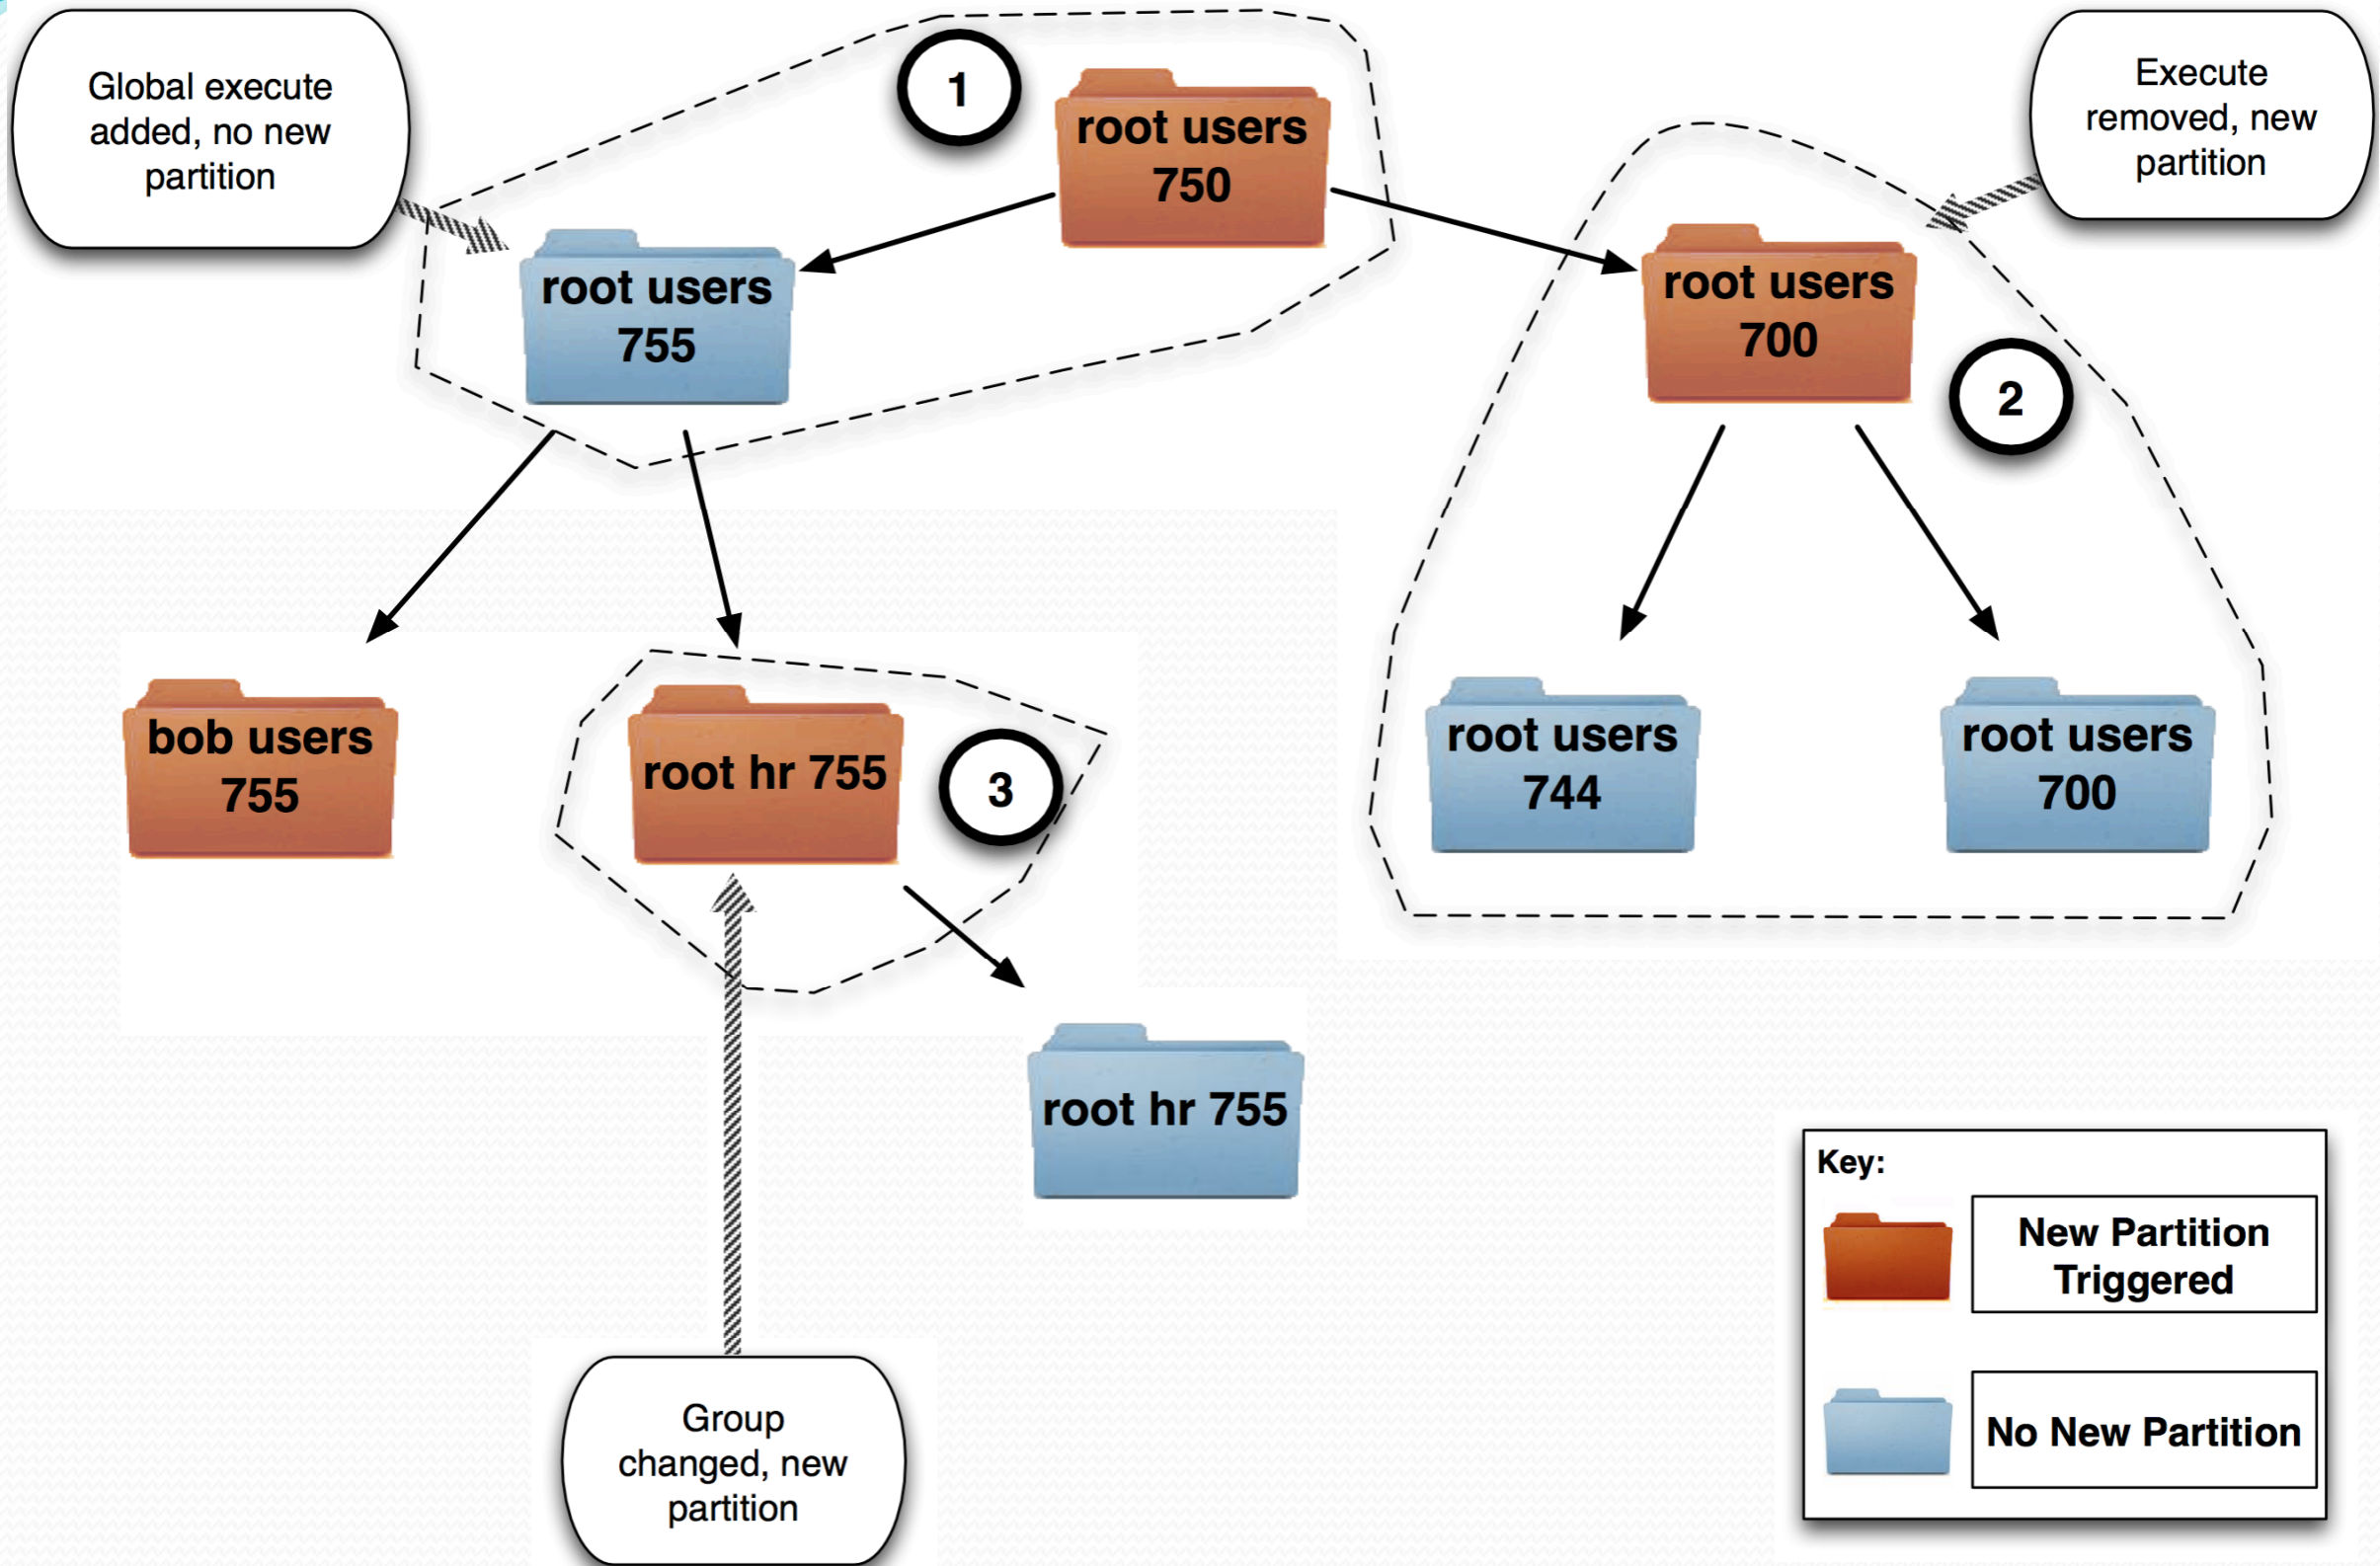 Global execute
added, no new
partition
1
root users
750
Execute
removed, new
partition
root users
755
root users
700
2
bob users
755
root hr 755
3
root users
744
root users
700
root hr 755
Group
changed, new
partition
Key:
New Partition
Triggered
No New Partition